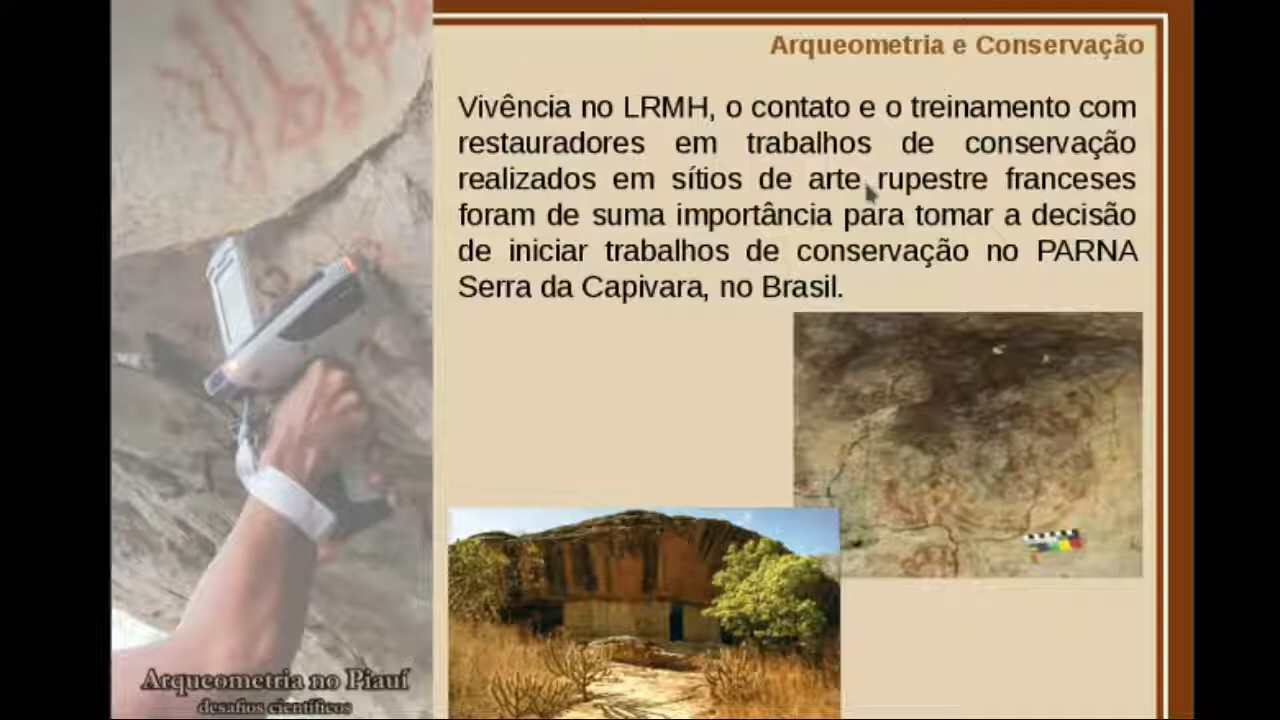 Arqueometria e Conservação
Vivência no LRMH, o contato e o treinamento com
restauradores em trabalhos de conservação
realizados em sítios de arte rupestre franceses
foram de suma importância para tomar a decisão
de iniciar trabalhos de conservação no PARNA
Serra da Capivara, no Brasil.
Arqueometria no Piauí
desafios científicos